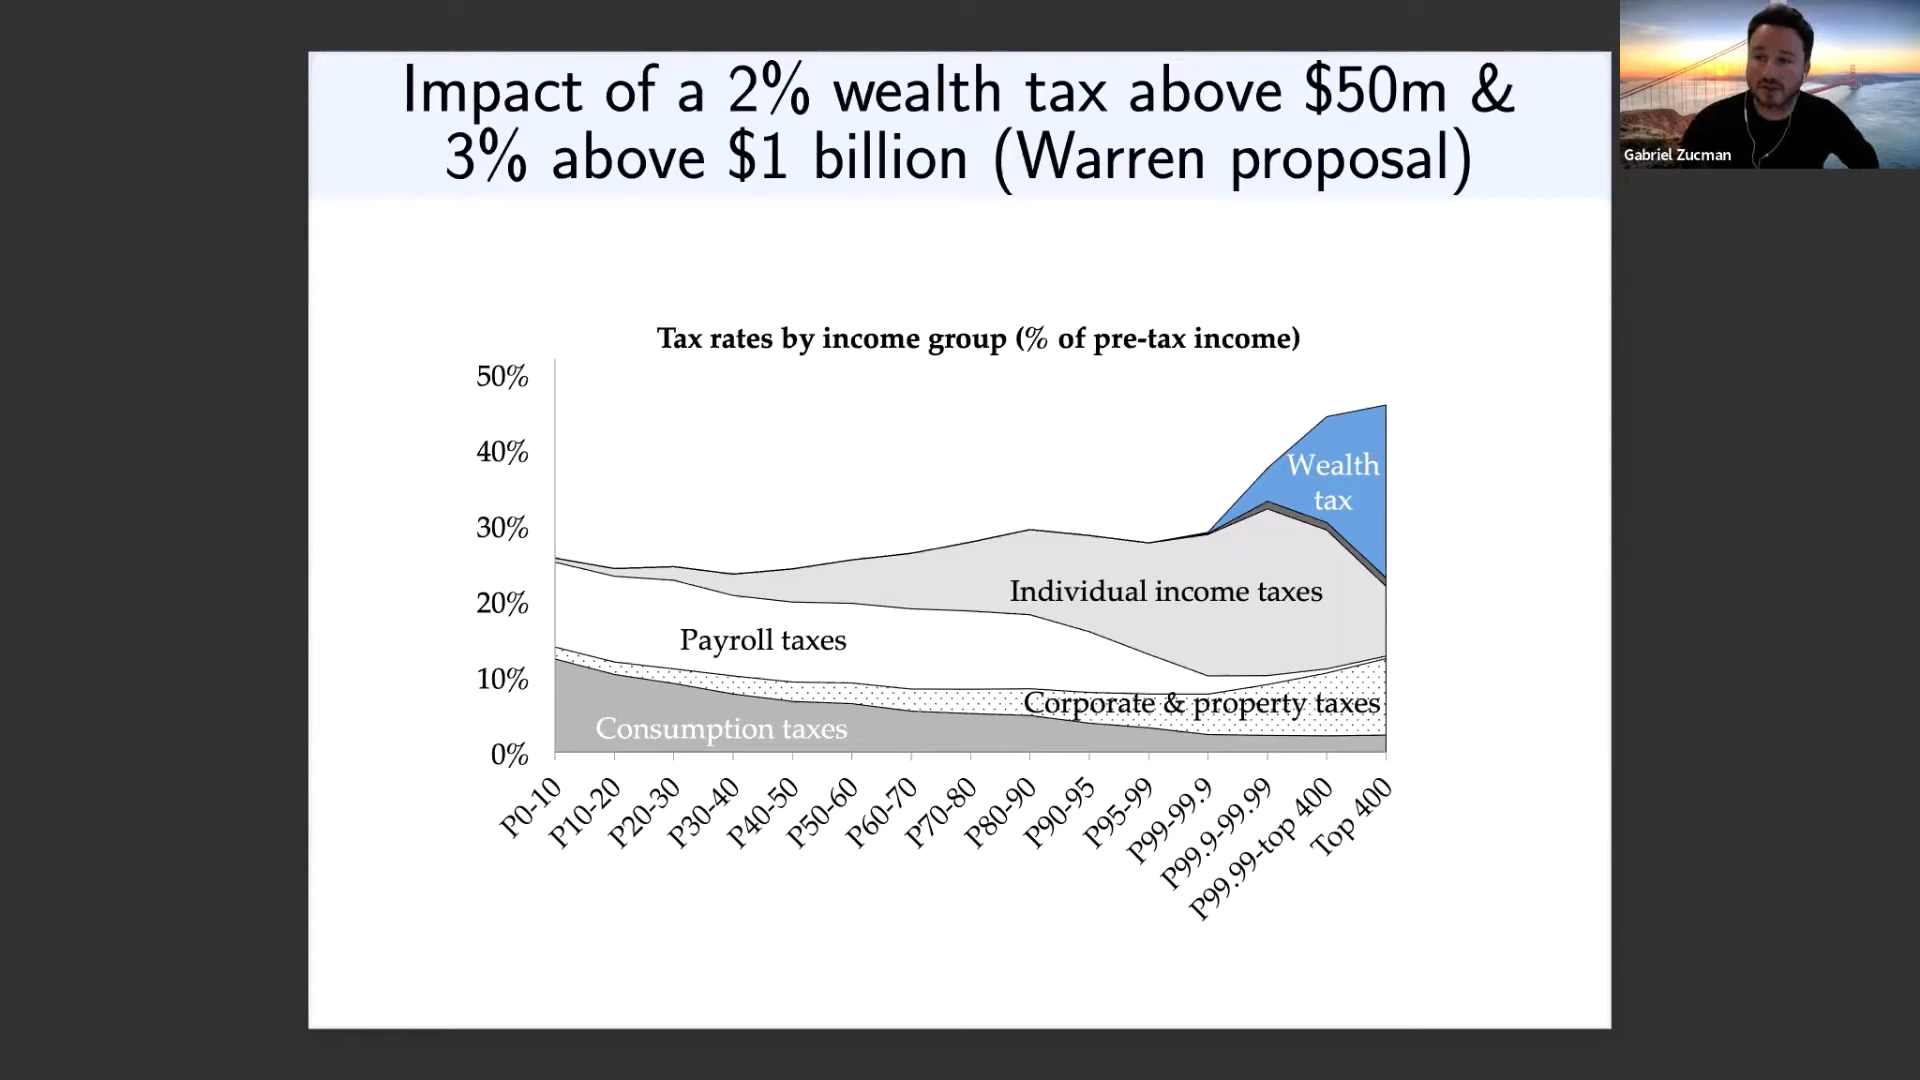 Impact of a 2% wealth tax above $50m &
3% above $1 billion (Warren proposal)
Gabriel Zucman
Tax rates by income group (% of pre-tax income)
50%
40%
30%
20%
10%
0%
Wealth
tax
Individual income taxes
Payroll taxes
Corporate & property taxes
Consumption taxes
P0-10
P10-20
P20-30
P30-40
P40-50
P50-60
P60-70
P70-80
P80-90
P90-95
P95-99
P99-99.9
P99.9-99.99
P99.99-top 400
Top 400